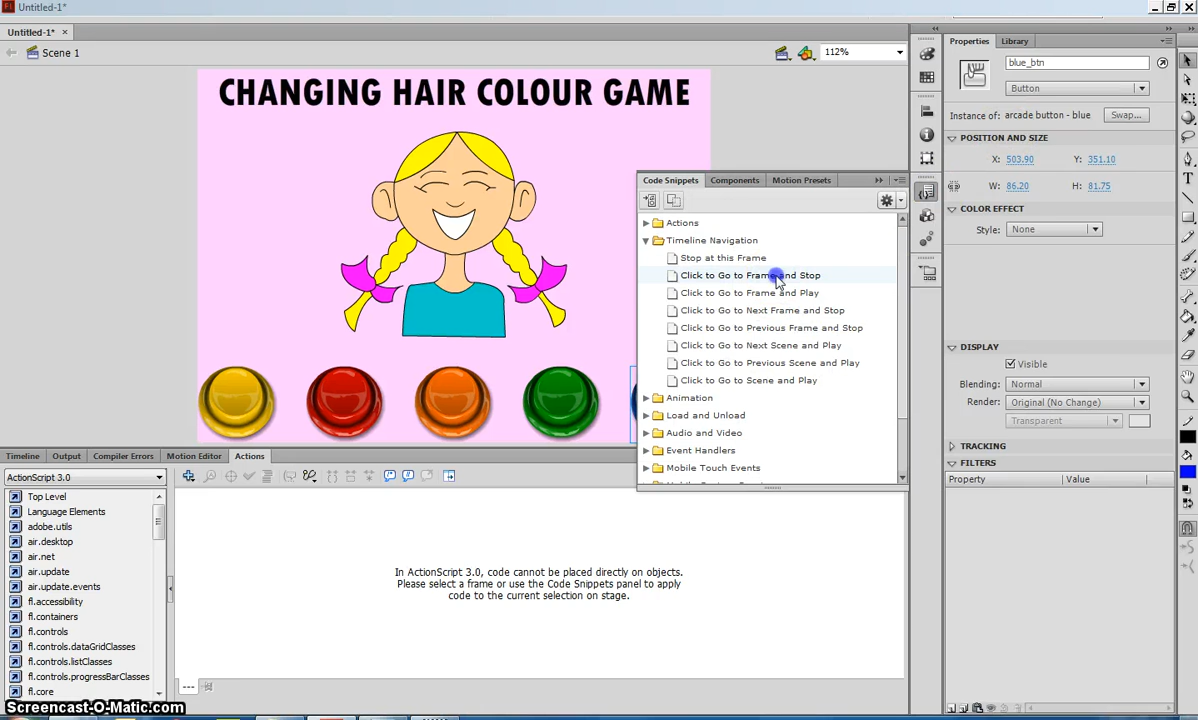 Untitled-1*
Untitled-1*
Scene 1
112%
CHANGING HAIR COLOUR GAME
Code Snippets
Components
Motion Presets
Actions
Timeline Navigation
Stop at this Frame
Click to Go to Frame and Stop
Click to Go to Frame and Play
Click to Go to Next Frame and Stop
Click to Go to Previous Frame and Stop
Click to Go to Next Scene and Play
Click to Go to Previous Scene and Play
Click to Go to Scene and Play
Animation
Load and Unload
Audio and Video
Event Handlers
Mobile Touch Events
Properties
Library
blue_btn
Button
Instance of: arcade button - blue
Swap...
POSITION AND SIZE
X: 503.90 Y: 351.10
W: 86.20 H: 81.75
COLOR EFFECT
Style: None
DISPLAY
Visible
Blending: Normal
Render: Original (No Change)
Transparent
TRACKING
FILTERS
Property Value
Timeline
Output
Compiler Errors
Motion Editor
Actions
ActionScript 3.0
Top Level
Language Elements
adobe.utils
air.desktop
air.net
air.update
air.update.events
fl.accessibility
fl.containers
fl.controls
fl.controls.dataGridClasses
fl.controls.listClasses
fl.controls.progressBarClasses
fl.core
In ActionScript 3.0, code cannot be placed directly on objects.
Please select a frame or use the Code Snippets panel to apply
code to the current selection on stage.
Screencast-O-Matic.com